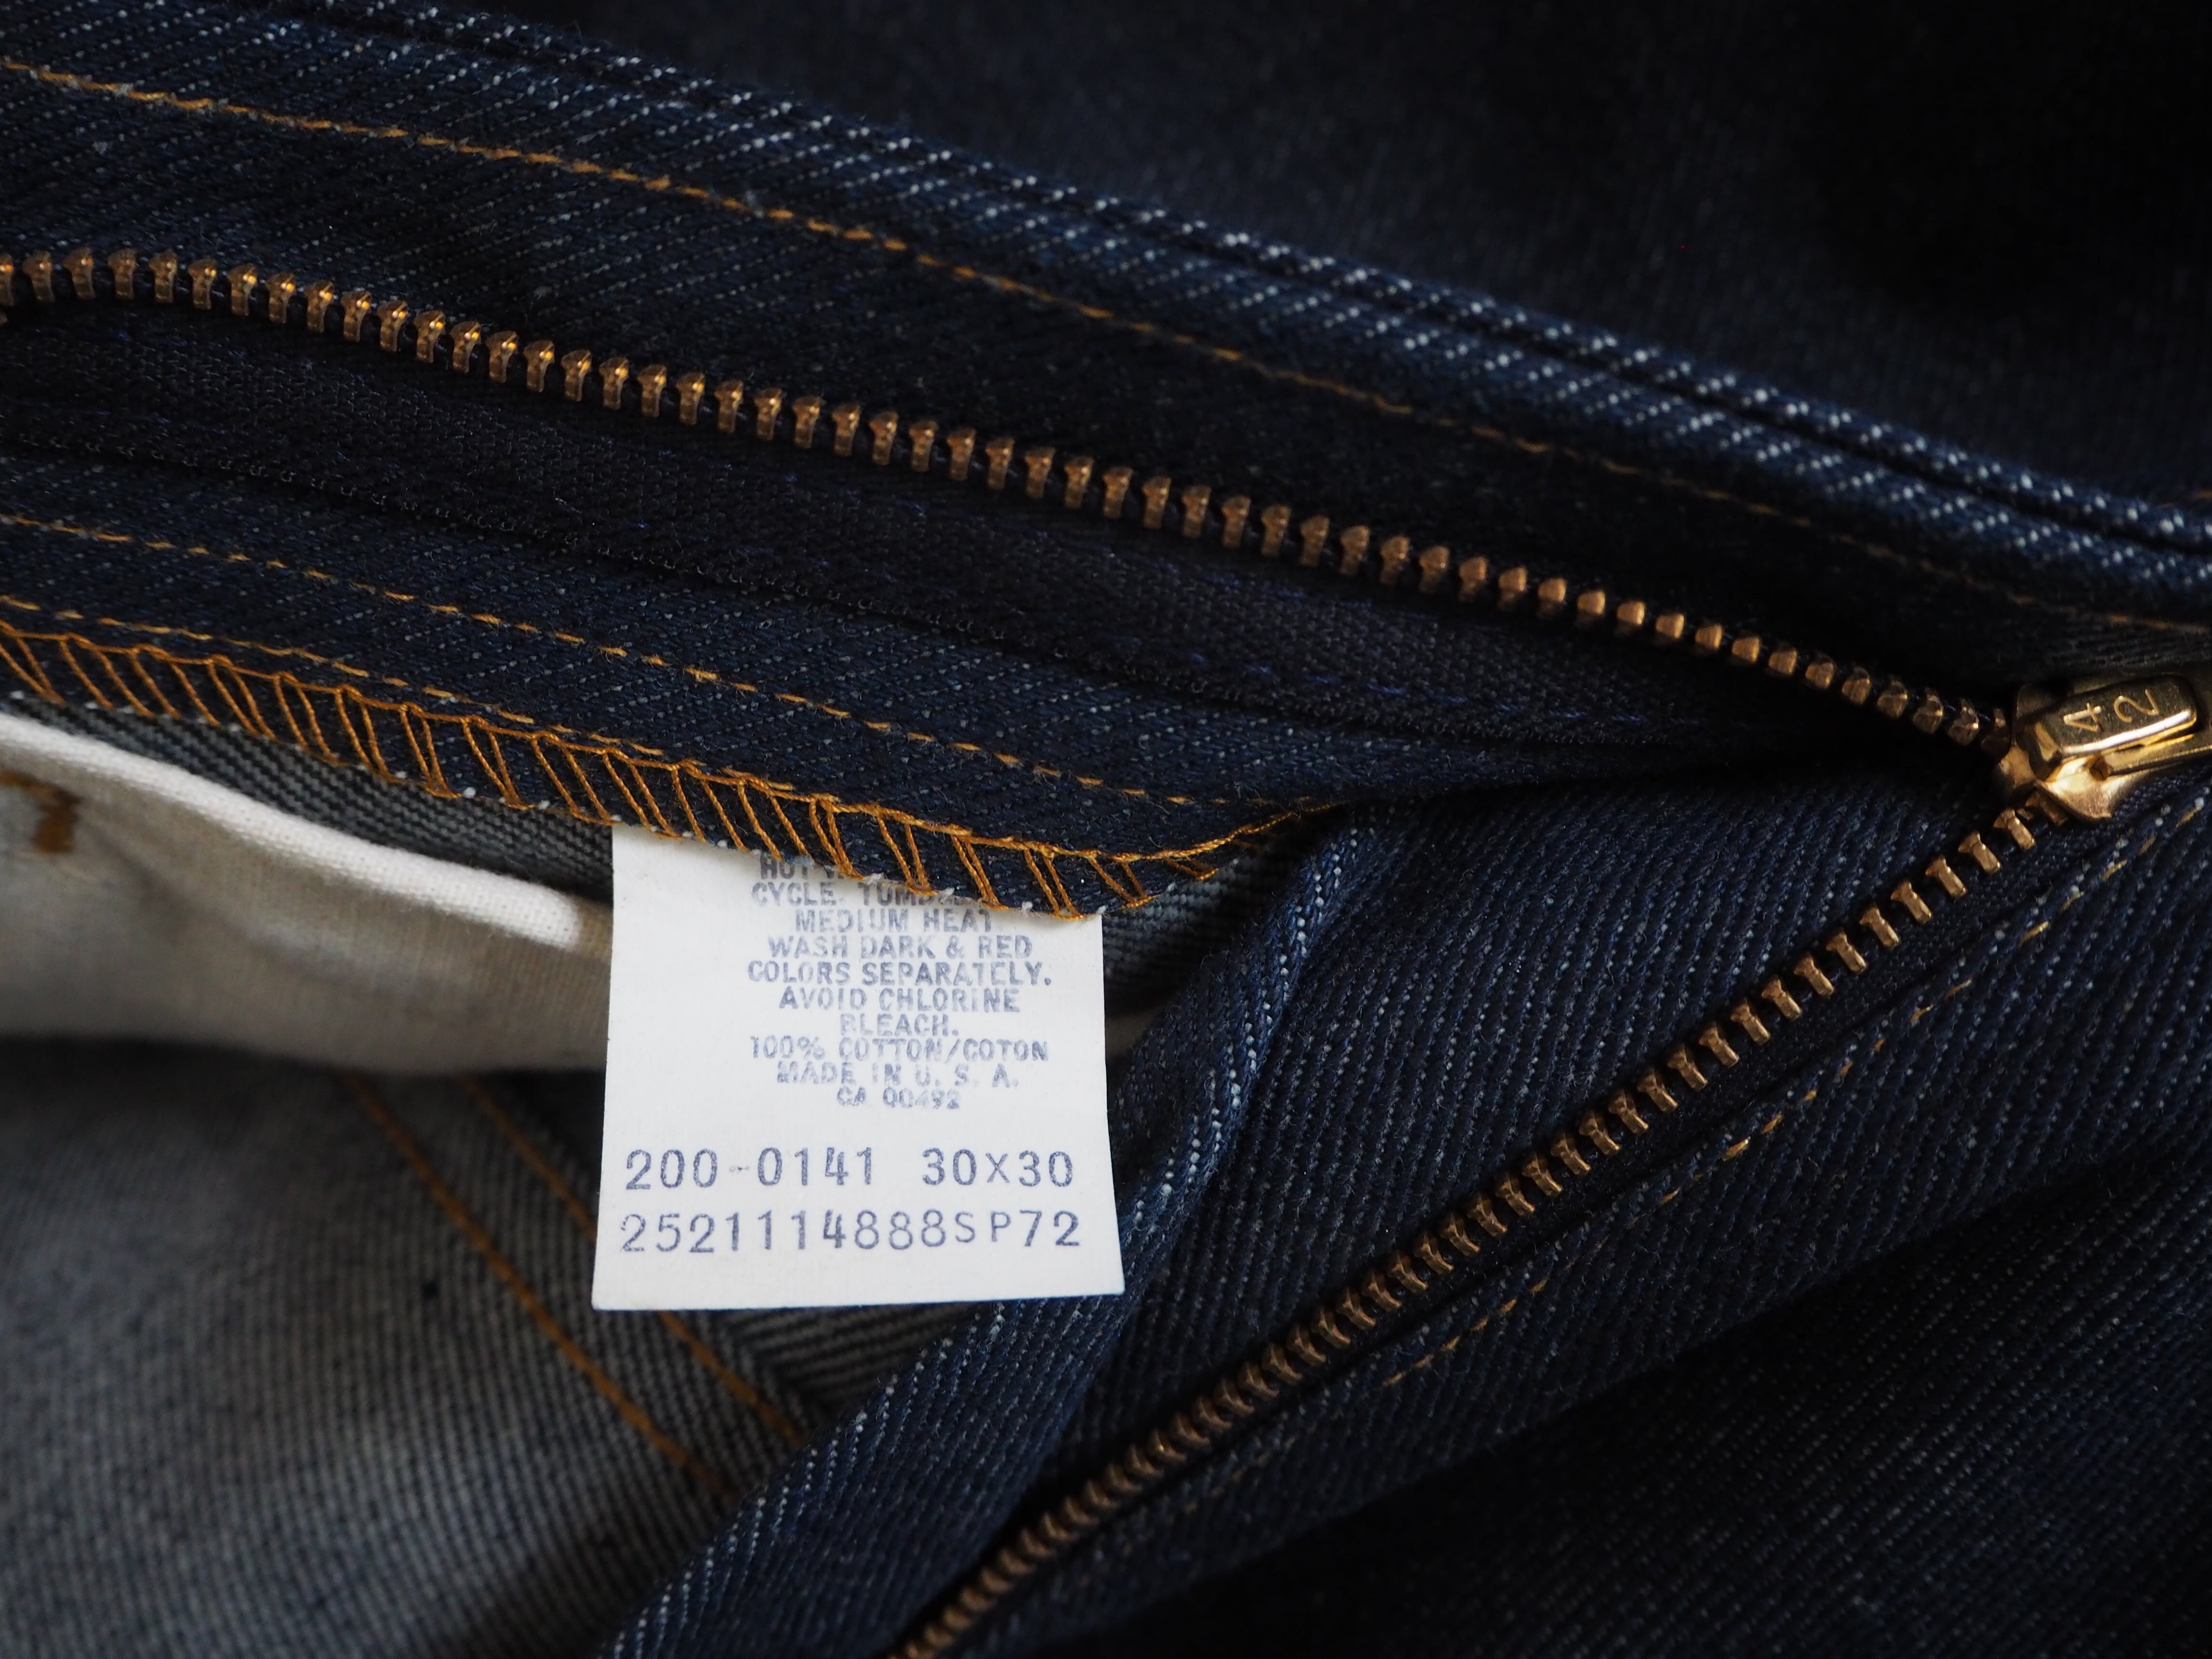 CYCLE.
MEDIUM HEAT
WASH DARK & RED
COLORS SEPARATELY.
AVOID CHLORINE
BLEACH.
100% COTTON/COTON
MADE IN U. S. A.
CA 00492
200-0141 30X30
2521114888SP72
42